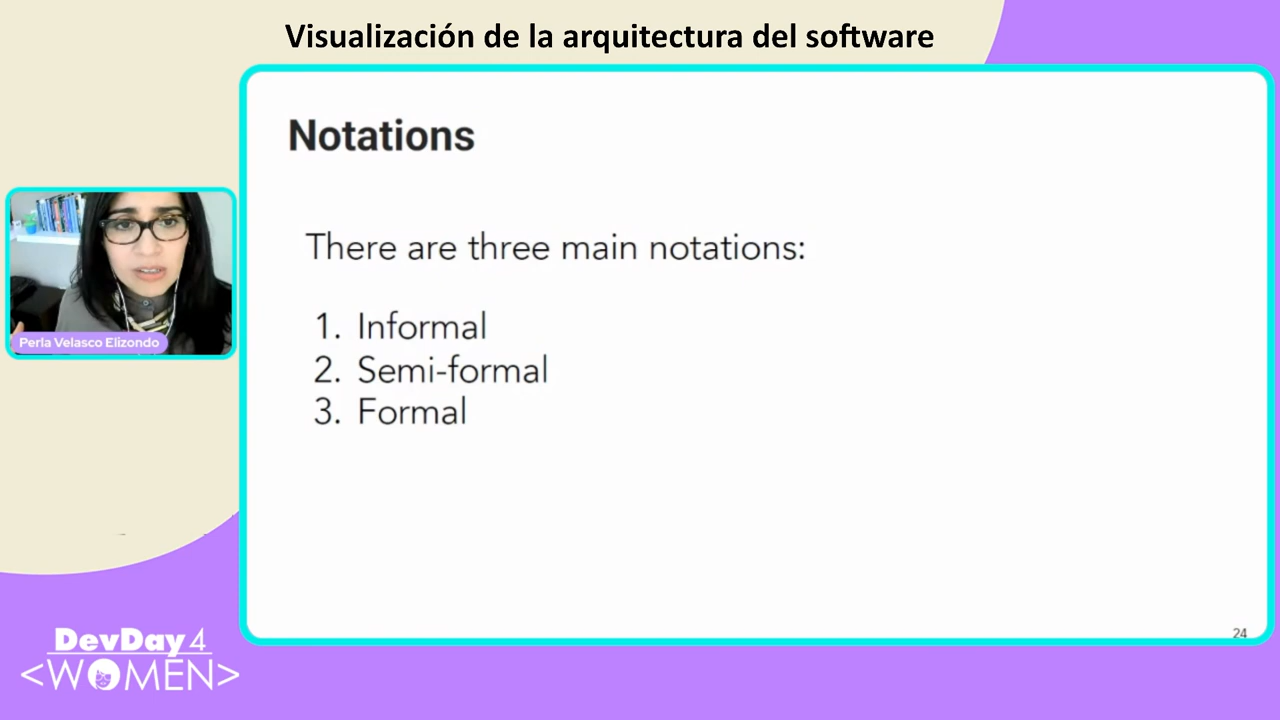 Visualización de la arquitectura del software
Notations
There are three main notations:
1. Informal
2. Semi-formal
3. Formal
Perla Velasco Elizondo
24
DevDay 4
<WOMEN>